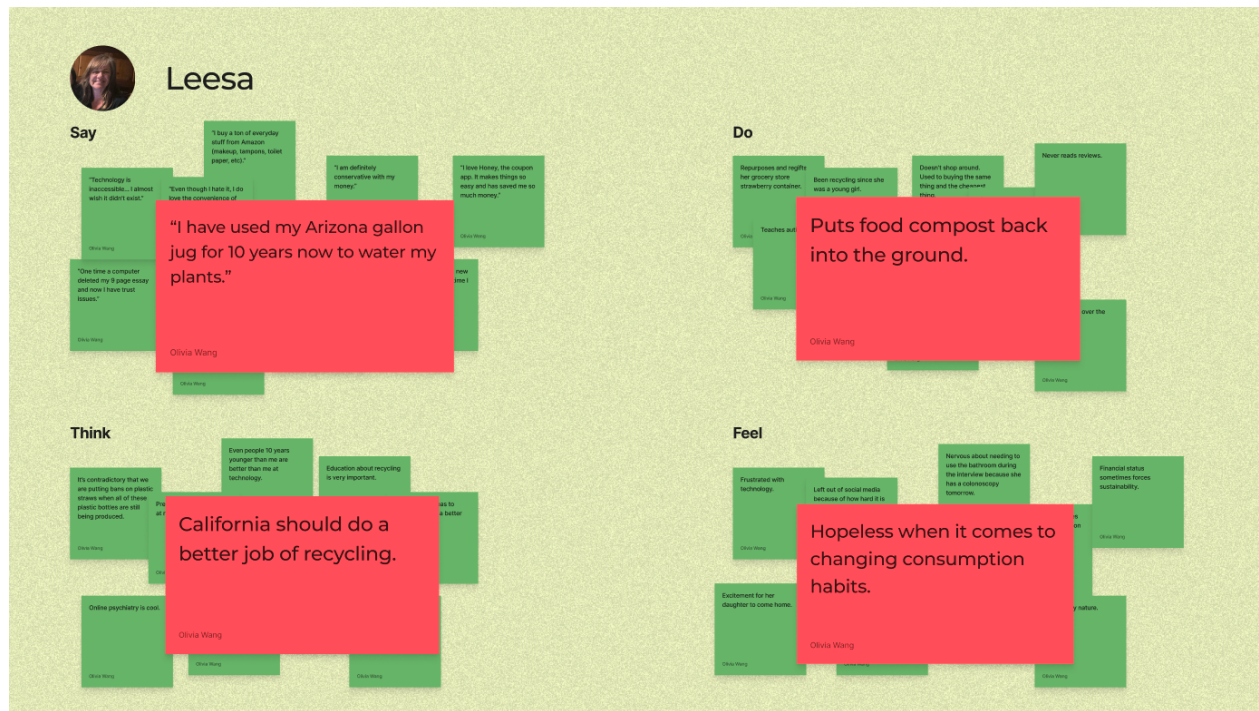 Leesa
Say
"I buy a ton of everyday
stuff from Amazon
(makeup, tampons, toilet
paper, etc)."
"Technology is
inaccessible... I almost
wish it didn't exist."
Olivia Wang
"Even though I hate it, I do
love the convenience of
"I am definitely
conservative with my
money."
"I love Honey, the coupon
app. It makes things so
easy and has saved me so
much money."
Olivia Wang
"One time a computer
deleted my 9 page essay
and now I have trust
issues."
Olivia Wang
new
time I
“I have used my Arizona gallon
jug for 10 years now to water my
plants.”
Olivia Wang
Olivia Wang
Do
Repurposes and regifts
her grocery store
strawberry container.
Been recycling since she
was a young girl.
Doesn't shop around.
Used to buying the same
thing and the cheapest
thing.
Never reads reviews.
Teaches
Olivia Wang
over the
Olivia Wang
Puts food compost back
into the ground.
Olivia Wang
Think
Even people 10 years
younger than me are
better than me at
technology.
Education about recycling
is very important.
It's contradictory that we
are putting bans on plastic
straws when all of these
plastic bottles are still
being produced.
Olivia Wang
has to
a better
California should do a
better job of recycling.
Olivia Wang
Online psychiatry is cool.
Olivia Wang
Olivia Wang
Olivia Wang
Feel
Nervous about needing to
use the bathroom during
the interview because she
has a colonoscopy
tomorrow.
Financial status
sometimes forces
sustainability.
Olivia Wang
Frustrated with
technology.
Olivia Wang
Left out of social media
because of how hard it is
Hopeless when it comes to
changing consumption
habits.
Olivia Wang
Excitement for her
daughter to come home.
Olivia Wang
nature.
Olivia Wang
Olivia Wang